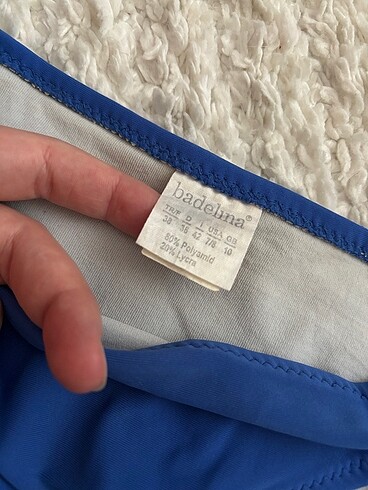 badelina®
TR/F D I USA GB
38 36 42 7/8 10
80% Polyamid
20% Lycra